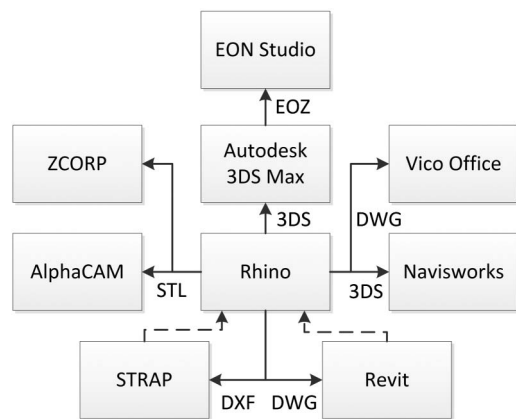 EON Studio
EOZ
ZCORP
Autodesk
3DS Max
Vico Office
3DS
DWG
AlphaCAM
Rhino
Navisworks
STL
3DS
STRAP
Revit
DXF
DWG